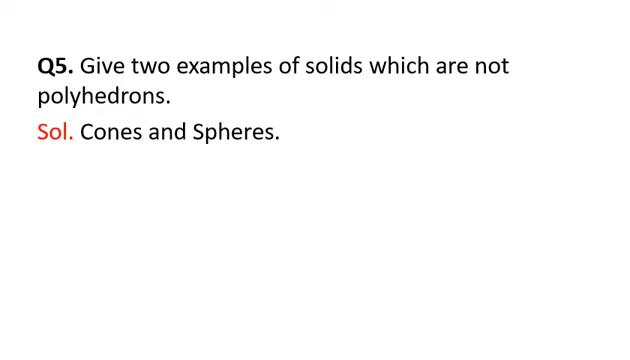 Q5. Give two examples of solids which are not
polyhedrons.
Sol. Cones and Spheres.